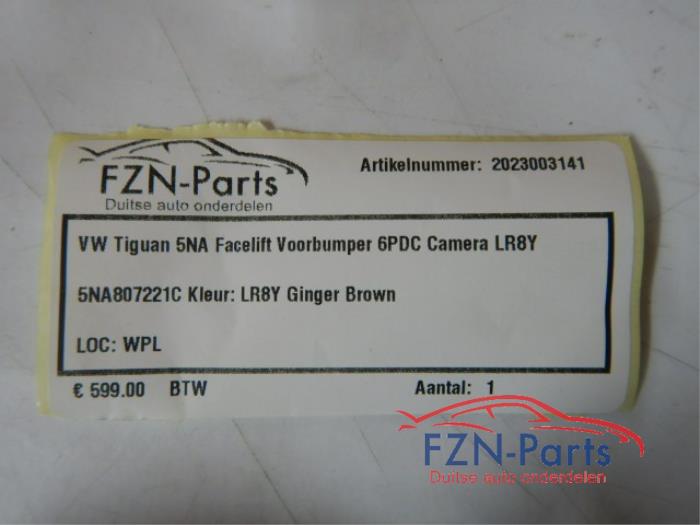 FZN-Parts
Duitse auto onderdelen
Artikelnummer: 2023003141
VW Tiguan 5NA Facelift Voorbumper 6PDC Camera LR8Y
5NA807221C Kleur: LR8Y Ginger Brown
LOC: WPL
€ 599.00 BTW
Aantal: 1
FZN-Parts
Duitse auto onderdelen